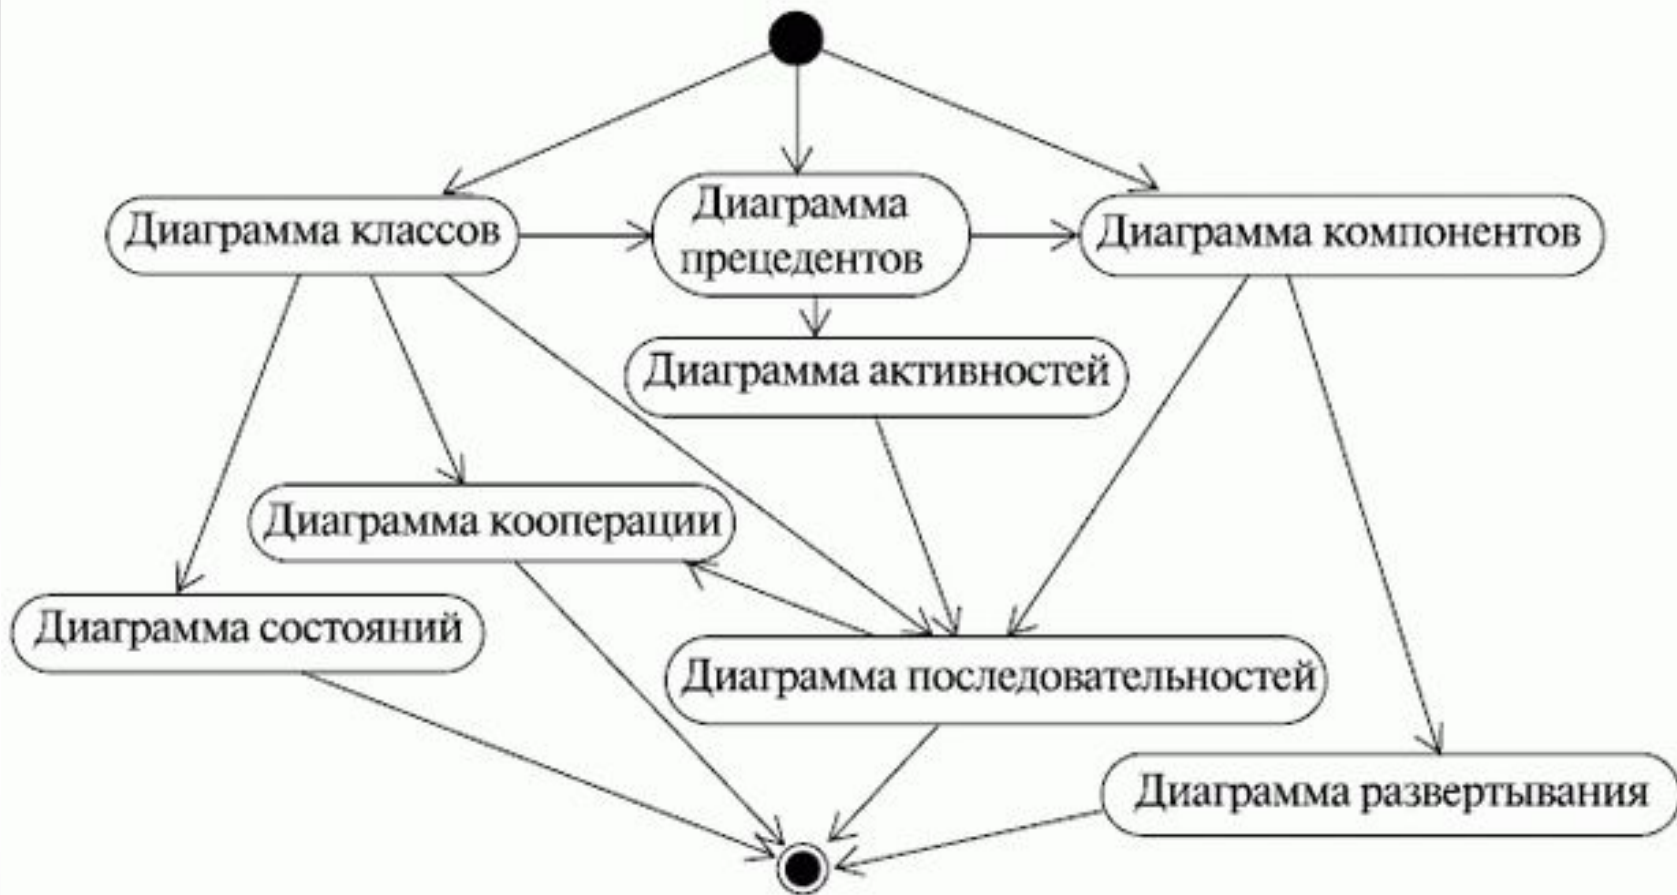 Диаграмма классов
Диаграмма
прецедентов
Диаграмма компонентов
Диаграмма активностей
Диаграмма кооперации
Диаграмма состояний
Диаграмма последовательностей
Диаграмма развертывания